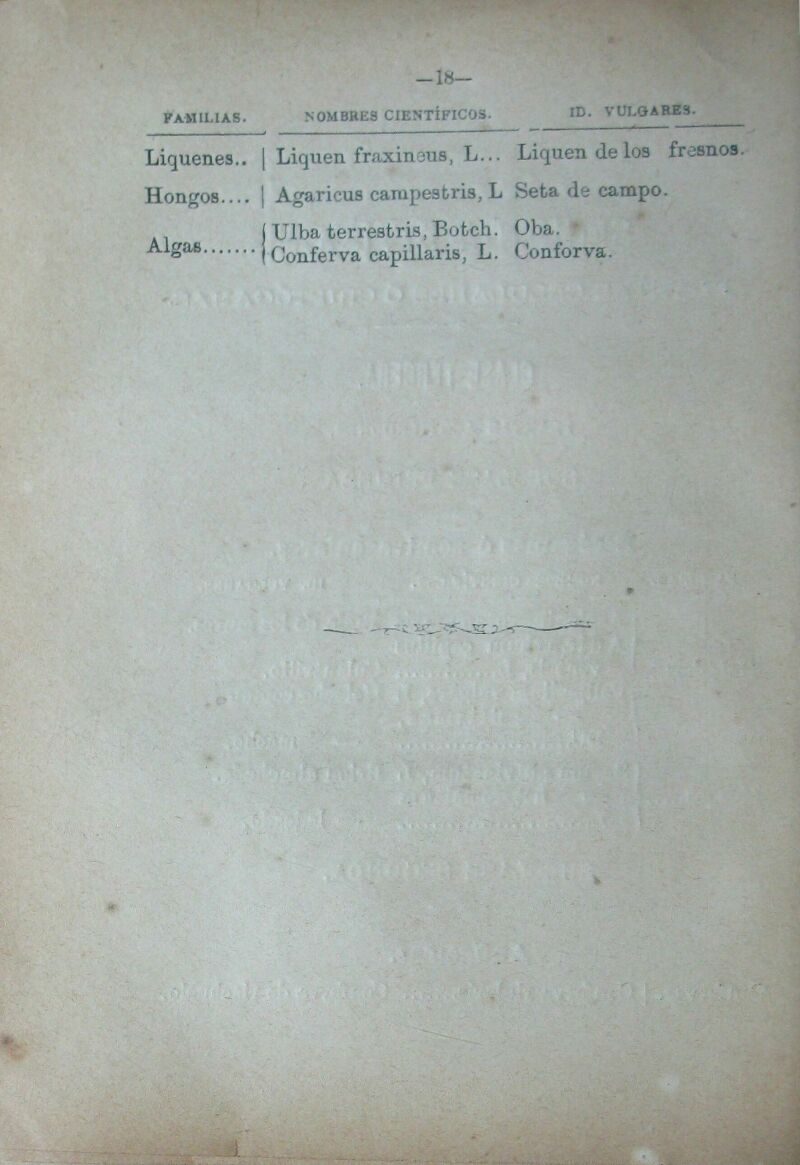 —18—
FAMILIAS. NOMBRES CIENTÍFICOS. ID. VULGARES.
Liquenes.. | Liquen fraxineus, L... Liquen de los fresnos.
Hongos.... | Agaricus campestris, L Seta de campo.
Algas....... { Ulba terrestris, Botch. Oba.
Conferva capillaris, L. Conforva.